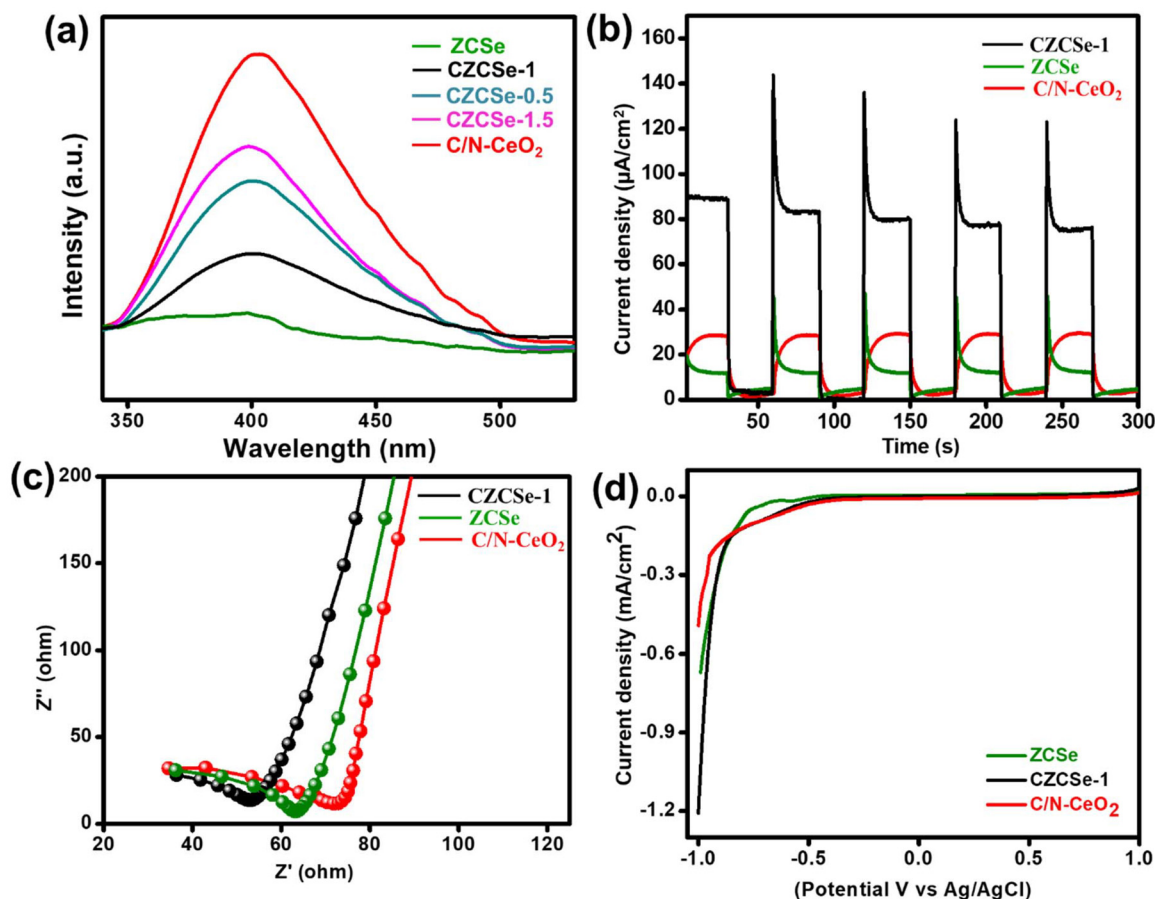 (a)
ZCSe
CZCSe-1
CZCSe-0.5
CZCSe-1.5
C/N-CeO₂
Intensity (a.u.)
350 400 450 500
Wavelength (nm)
(b)
160
140
120
100
80
60
40
20
0
CZCSe-1
ZCSe
C/N-CeO₂
Current density (µA/cm²)
50 100 150 200 250 300
Time (s)
(c)
200
150
100
50
0
CZCSe-1
ZCSe
C/N-CeO₂
Z'' (ohm)
20 40 60 80 100 120
Z' (ohm)
(d)
0.0
-0.3
-0.6
-0.9
-1.2
Current density (mA/cm²)
ZCSe
CZCSe-1
C/N-CeO₂
-1.0 -0.5 0.0 0.5 1.0
(Potential V vs Ag/AgCl)